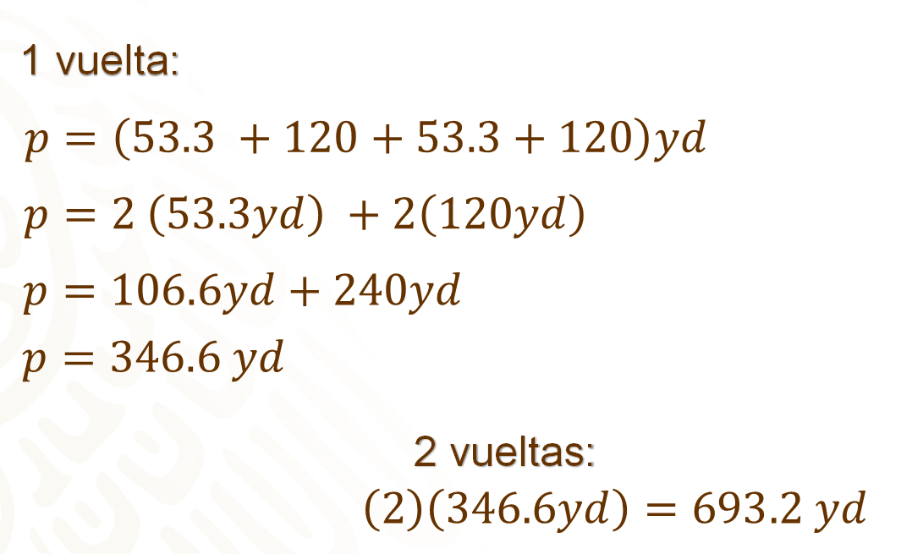 1 vuelta:
p = (53.3 + 120 + 53.3 + 120)yd
p = 2 (53.3yd) + 2(120yd)
p = 106.6yd + 240yd
p = 346.6 yd
2 vueltas:
(2)(346.6yd) = 693.2 yd